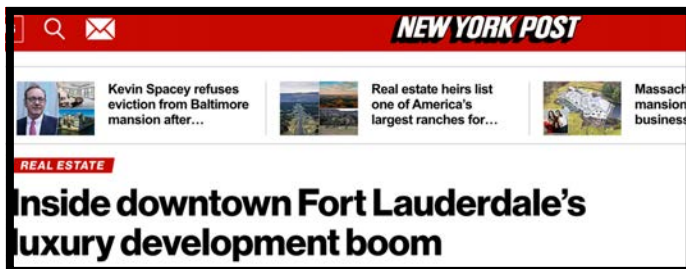 NEW YORK POST
Kevin Spacey refuses
eviction from Baltimore
mansion after...
Real estate heirs list
one of America's
largest ranches for...
Massach
mansion
business
REAL ESTATE
Inside downtown Fort Lauderdale's
luxury development boom